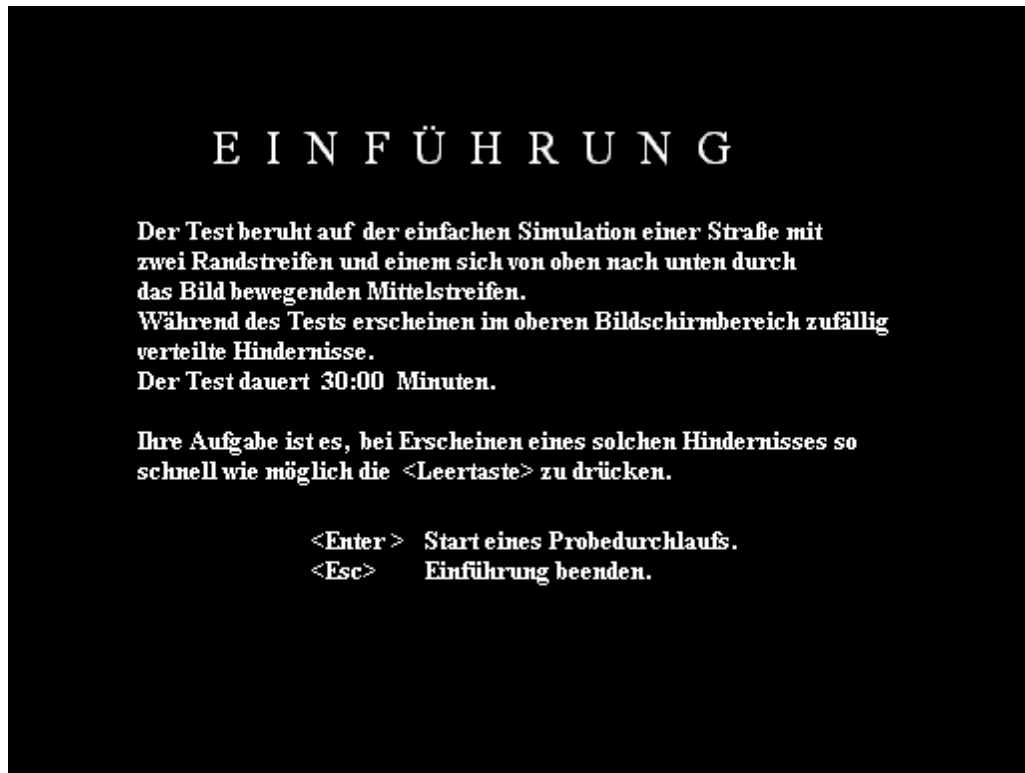 EINFÜHRUNG
Der Test beruht auf der einfachen Simulation einer Straße mit
zwei Randstreifen und einem sich von oben nach unten durch
das Bild bewegenden Mittelstreifen.
Während des Tests erscheinen im oberen Bildschirmbereich zufällig
verteilte Hindernisse.
Der Test dauert 30:00 Minuten.
Ihre Aufgabe ist es, bei Erscheinen eines solchen Hindernisses so
schnell wie möglich die <Leertaste> zu drücken.
<Enter> Start eines Probedurchlaufs.
<Esc> Einführung beenden.